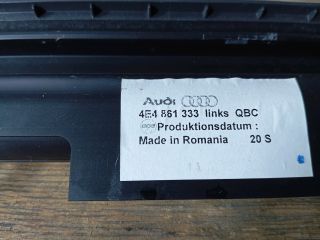 Audi
4E4 861 333 links QBC
Produktionsdatum :
Made in Romania 20 S